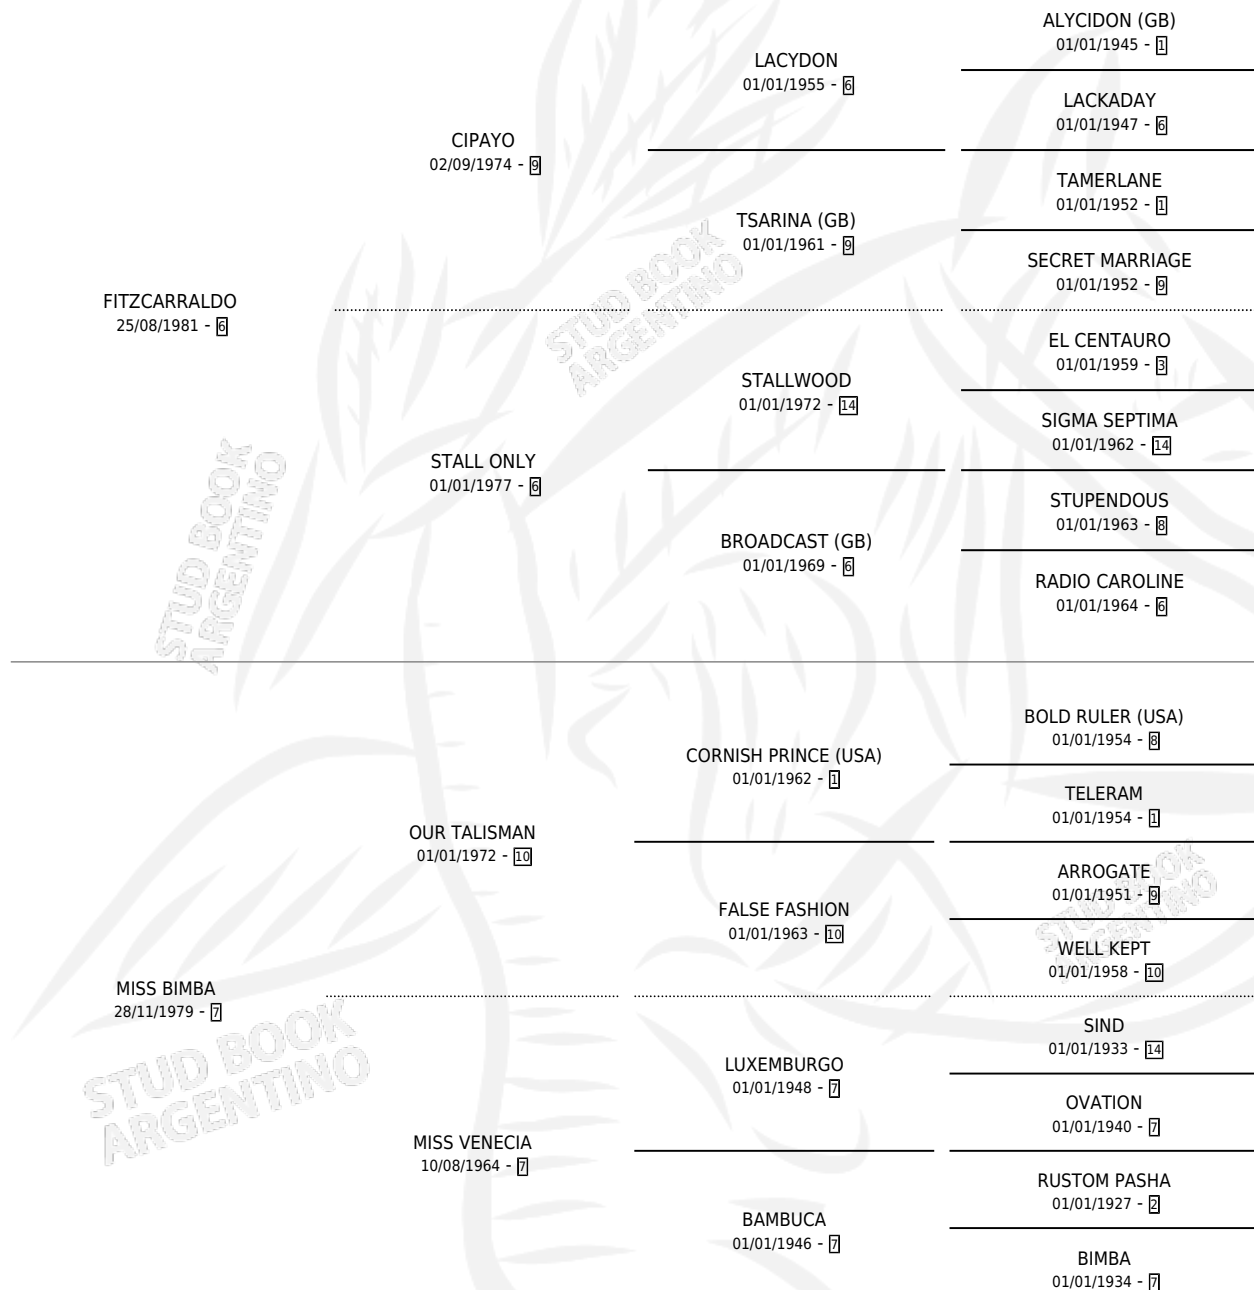 ALYCIDON (GB)
01/01/1945 - 1
LACYDON
01/01/1955 - 6
LACKADAY
01/01/1947 - 6
CIPAYO
02/09/1974 - 9
TAMERLANE
01/01/1952 - 1
TSARINA (GB)
01/01/1961 - 9
SECRET MARRIAGE
01/01/1952 - 9
FITZCARRALDO
25/08/1981 - 6
STUD BOOK
ARGENTINO
EL CENTAURO
01/01/1959 - 3
STALLWOOD
01/01/1972 - 14
SIGMA SEPTIMA
01/01/1962 - 14
STALL ONLY
01/01/1977 - 6
STUPENDOUS
01/01/1963 - 8
BROADCAST (GB)
01/01/1969 - 6
RADIO CAROLINE
01/01/1964 - 6
STUD BOOK
ARGENTINO
BOLD RULER (USA)
01/01/1954 - 8
CORNISH PRINCE (USA)
01/01/1962 - 1
TELERAM
01/01/1954 - 1
OUR TALISMAN
01/01/1972 - 10
ARROGATE
01/01/1951 - 9
FALSE FASHION
01/01/1963 - 10
WELL KEPT
01/01/1958 - 10
STUD BOOK
ARGENTINO
MISS BIMBA
28/11/1979 - 7
SIND
01/01/1933 - 14
LUXEMBURGO
01/01/1948 - 7
OVATION
01/01/1940 - 7
STUD BOOK
ARGENTINO
MISS VENECIA
10/08/1964 - 7
RUSTOM PASHA
01/01/1927 - 2
BAMBUCA
01/01/1946 - 7
BIMBA
01/01/1934 - 7